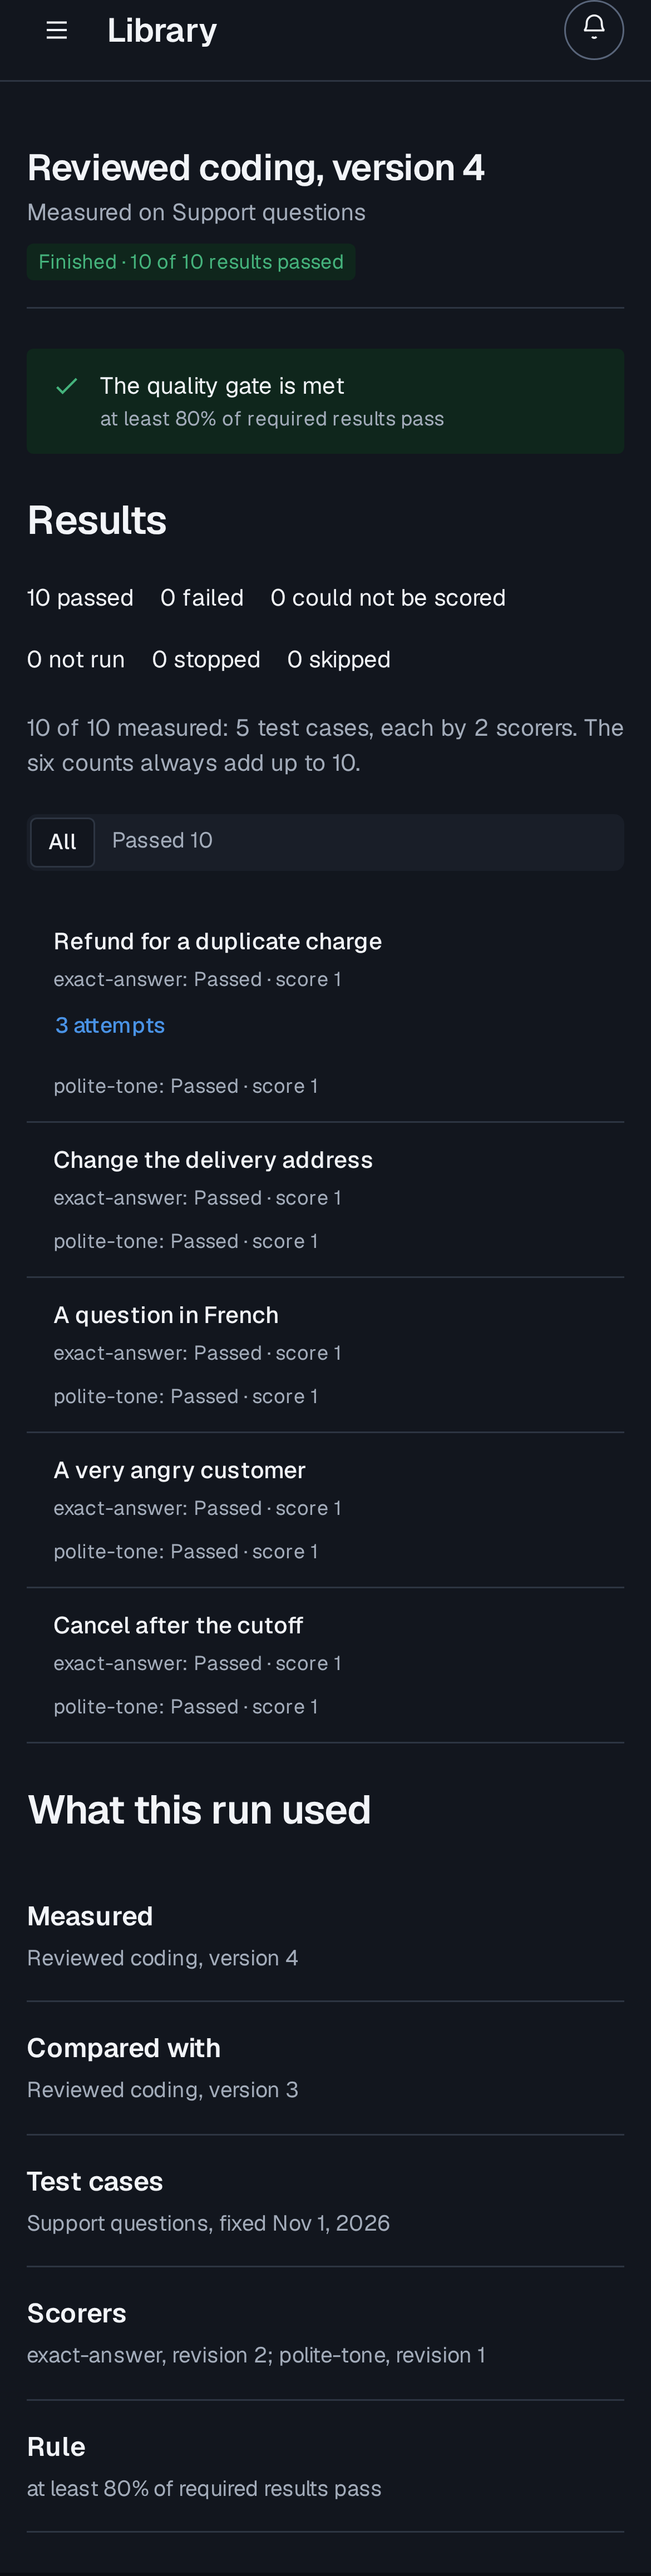 Library
Reviewed coding, version 4
Measured on Support questions
Finished · 10 of 10 results passed
The quality gate is met
at least 80% of required results pass
Results
10 passed 0 failed 0 could not be scored
0 not run 0 stopped 0 skipped
10 of 10 measured: 5 test cases, each by 2 scorers. The
six counts always add up to 10.
All Passed 10
Refund for a duplicate charge
exact-answer: Passed · score 1
3 attempts
polite-tone: Passed · score 1
Change the delivery address
exact-answer: Passed · score 1
polite-tone: Passed · score 1
A question in French
exact-answer: Passed · score 1
polite-tone: Passed · score 1
A very angry customer
exact-answer: Passed · score 1
polite-tone: Passed · score 1
Cancel after the cutoff
exact-answer: Passed · score 1
polite-tone: Passed · score 1
What this run used
Measured
Reviewed coding, version 4
Compared with
Reviewed coding, version 3
Test cases
Support questions, fixed Nov 1, 2026
Scorers
exact-answer, revision 2; polite-tone, revision 1
Rule
at least 80% of required results pass